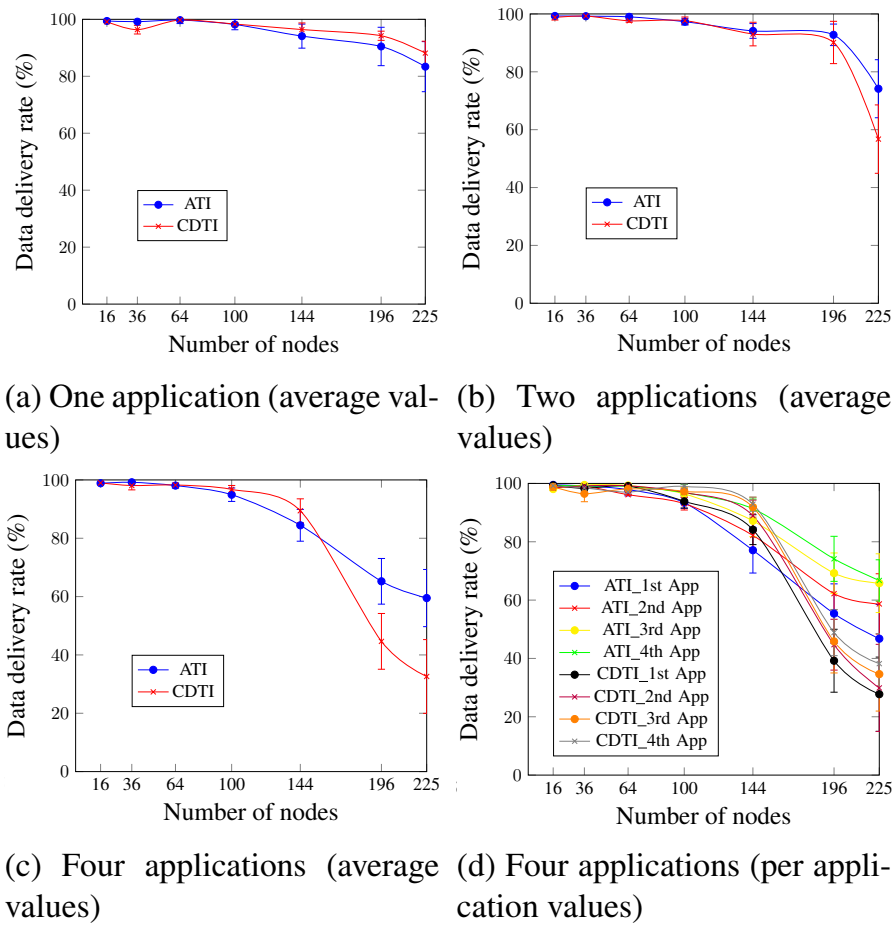 100
80
60
40
20
0
Data delivery rate (%)
ATI
CDTI
16 36 64 100 144 196 225
Number of nodes
(a) One application (average val-
ues)
100
80
60
40
20
0
Data delivery rate (%)
ATI
CDTI
16 36 64 100 144 196 225
Number of nodes
(b) Two applications (average
values)
100
80
60
40
20
0
Data delivery rate (%)
ATI
CDTI
16 36 64 100 144 196 225
Number of nodes
(c) Four applications (average
values)
100
80
60
40
20
0
Data delivery rate (%)
ATI_1st App
ATI_2nd App
ATI_3rd App
ATI_4th App
CDTI_1st App
CDTI_2nd App
CDTI_3rd App
CDTI_4th App
16 36 64 100 144 196 225
Number of nodes
(d) Four applications (per appli-
cation values)